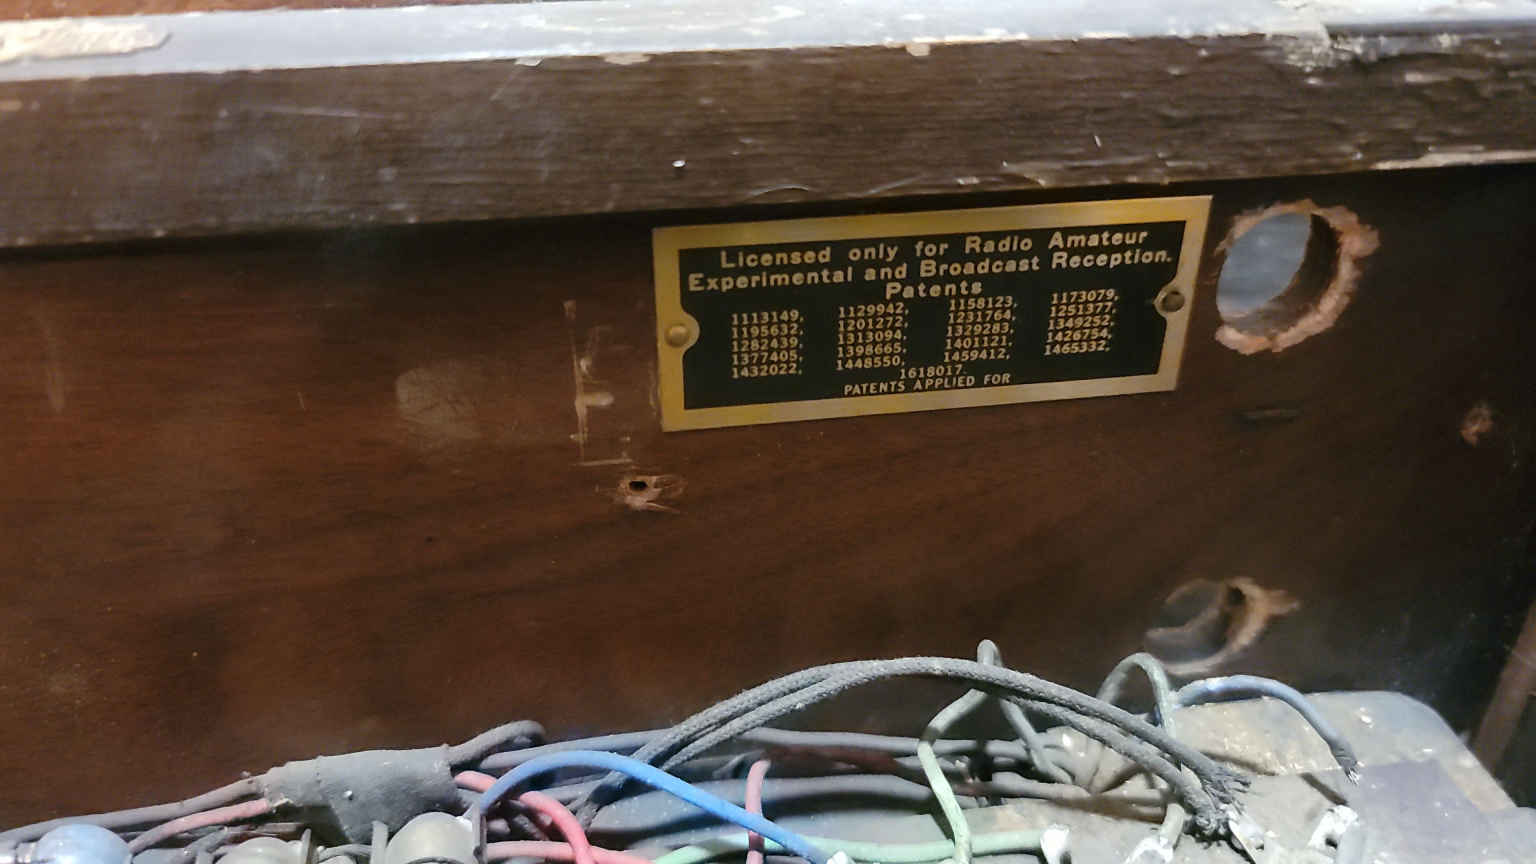 Licensed only for Radio Amateur
Experimental and Broadcast Reception.
Patents
1113149, 1129942, 1158123, 1173079,
1195632, 1201272, 1231764, 1251377,
1282439, 1313094, 1329283, 1349252,
1377405, 1398665, 1401121, 1426754,
1432022, 1448550, 1459412, 1465332,
1618017.
PATENTS APPLIED FOR